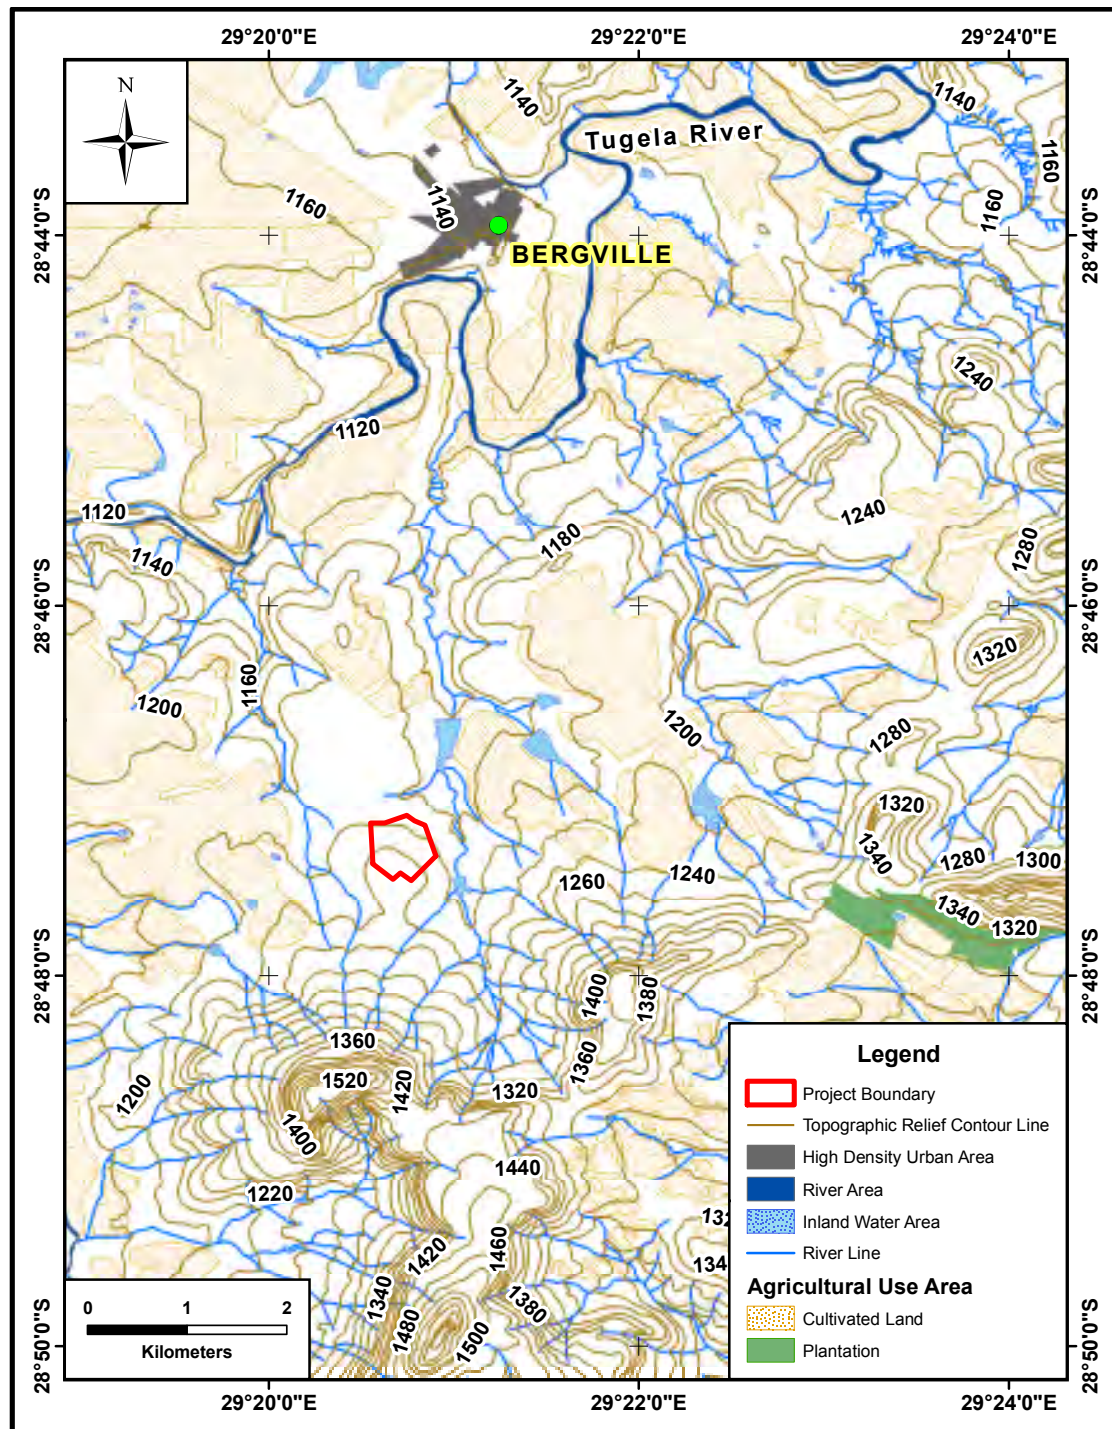 29°20'0"E 29°22'0"E 29°24'0"E
N
1140
1140
Tugela River
1160
1160
1140
1160
28°44'0"S
28°44'0"S
BERGVILLE
1240
1120
1120
1240
1180
1140
1280
28°46'0"S
28°46'0"S
1320
1160
1200
1200
1280
1320
1340
1280
1300
1260
1240
1340
1320
28°48'0"S
28°48'0"S
1400
1380
1360
1360
1520
1420
1320
1200
1400
1440
1220
1420
1460
1340
1380
1480
1500
132
134
Legend
Project Boundary
Topographic Relief Contour Line
High Density Urban Area
River Area
Inland Water Area
River Line
Agricultural Use Area
Cultivated Land
Plantation
0 1 2
Kilometers
28°50'0"S
28°50'0"S
29°20'0"E 29°22'0"E 29°24'0"E